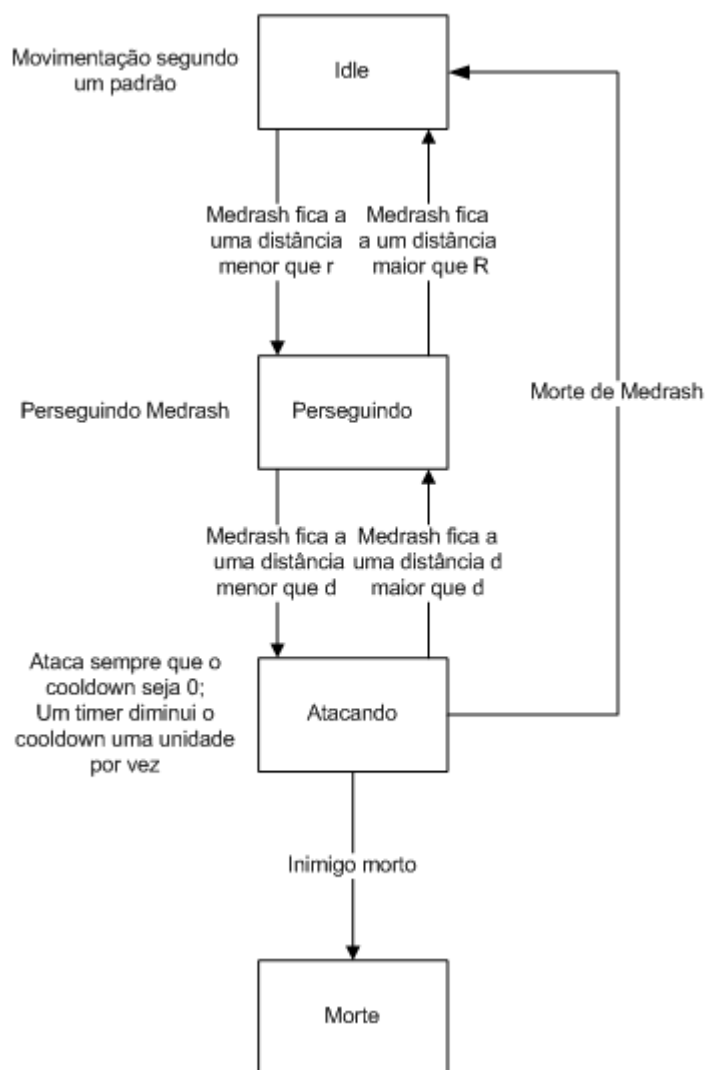 Movimentação segundo
um padrão
Idle
Medrash fica a
uma distância
menor que r
Medrash fica
a um distância
maior que R
Morte de Medrash
Perseguindo Medrash
Perseguindo
Medrash fica a
uma distância
menor que d
Medrash fica a
uma distância d
maior que d
Ataca sempre que o
cooldown seja 0;
Um timer diminui o
cooldown uma unidade
por vez
Atacando
Inimigo morto
Morte